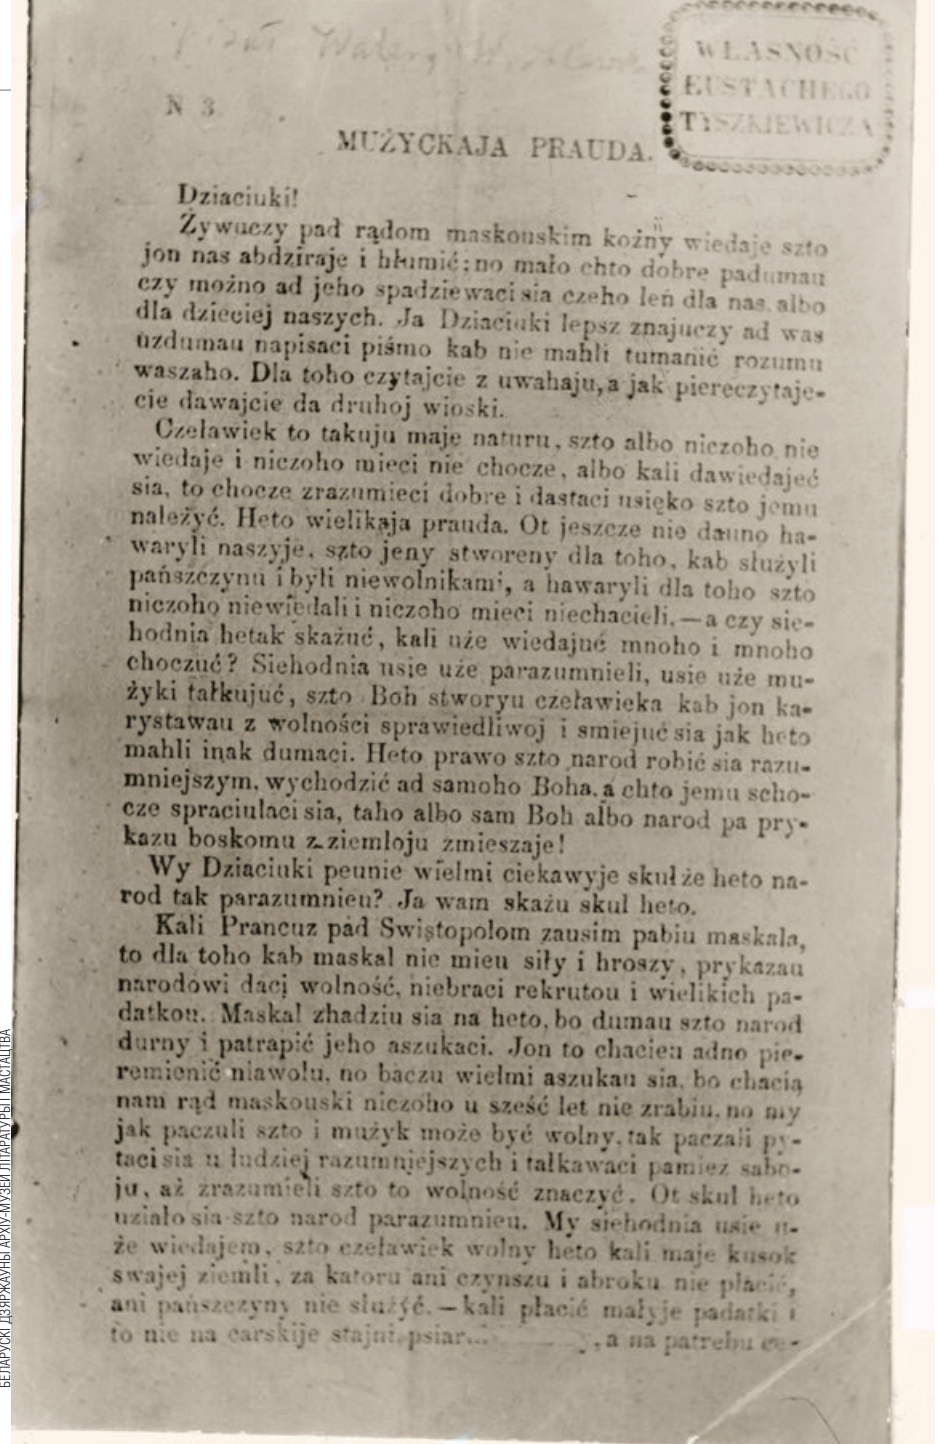 WŁASNOŚĆ
EUSTACHEGO
TYSZKIEWICZA
N 3
MUŻYCKAJA PRAUDA.
Dziaciuki!
Żywuczy pad rądom maskouskim kożny wiedaje szto
jon nas abdziraje i hłumić; no mało chto dobre padumau
czy możno ad jeho spadziewaci sia czeho leń dla nas albo
dla dzieciej naszych. Ja Dziaciuki lepsz znajuczy ad was
uzdumau napisaci piśmo kab nie mahli tumanić rozumu
waszaho. Dla toho czytajcie z uwahaju, a jak piereczytaje-
cie dawajcie da druhoj wioski.
Czeławiek to takuju maje naturu, szto albo niczoho nie
wiedaje i niczoho mieci nie chocze, albo kali dawiedajeć
sia, to chocze zrazumieci dobre i dastaci usięko szto jemu
należyć. Heto wielikaja prauda. Ot jeszcze nie dauno ha-
waryli naszyje, szto jeny stworeny dla toho, kab służyli
pańszczynu i byli niewolnikami, a hawaryli dla toho szto
niczoho niewiedali i niczoho mieci niechacieli,—a czy sie-
hodnia hetak skażuć, kali uże wiedajuć mnoho i mnoho
choczuć? Siehodnia usie uże parazumnieli, usie uże mu-
żyki tałkujuć, szto Boh stworyu czeławieka kab jon ka-
rystawau z wolności sprawiedliwoj i smiejuć sia jak heto
mahli inak dumaci. Heto prawo szto narod robić sia razu-
mniejszym, wychodzić ad samoho Boha, a chto jemu scho-
cze spraciulaci sia, taho albo sam Boh albo narod pa pry-
kazu boskomu z ziemloju zmieszaje!
Wy Dziaciuki peunie wielmi ciekawyje skul że heto na-
rod tak parazumnieu? Ja wam skażu skul heto.
Kali Prancuz pad Swistopolom zausim pabiu maskala,
to dla toho kab maskal nie mieu siły i hroszy, prykazau
narodowi daci wolność, niebraci rekrutou i wielikich pa-
datkou. Maskal zhadziu sia na heto, bo dumau szto narod
durny i patrapić jeho aszukaci. Jon to chacieu adno pie-
remienić niawolu, no baczu wielmi aszukau sia, bo chacią
nam rąd maskouski niczoho u sześć let nie zrabiu, no my
jak paczuli szto i mużyk może być wolny, tak paczali py-
taci sia u ludziej razumniejszych i tałkawaci pamiez sabo-
ju, aż zrazumieli szto to wolność znaczyć. Ot skul heto
uziało sia szto narod parazumnieu. My siehodnia usie u-
że wiedajem, szto czeławiek wolny heto kali maje kusok
swajej ziemli, za katoru ani czynszu i abroku nie płacić,
ani pańszczyny nie służyć,—kali płacić małyje padatki i
to nie na carskije stajni psiar... , a na patrebu ce-
БЕЛАРУСКІ ДЗЯРЖАЎНЫ АРХІЎ-МУЗЕЙ ЛІТАРАТУРЫ І МАСТАЦТВА